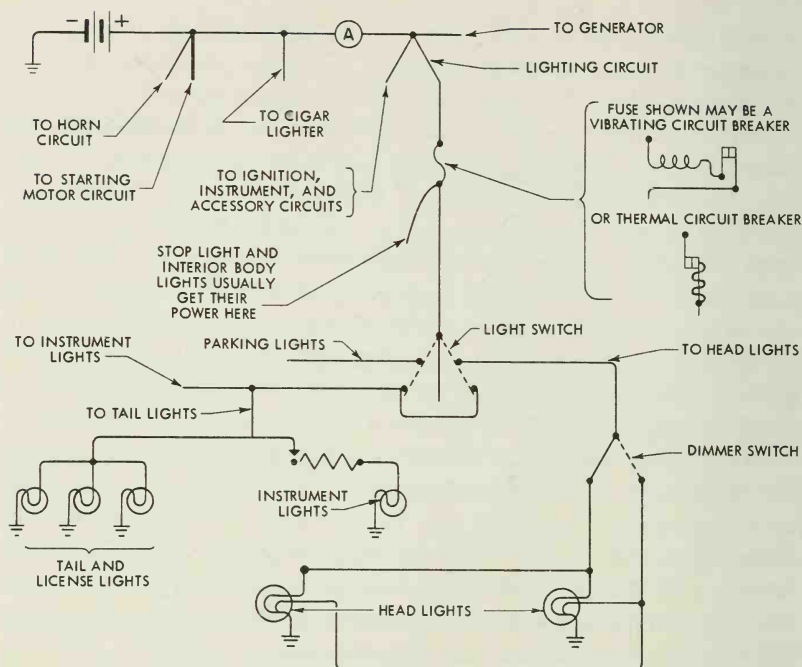 − +
A
TO GENERATOR
LIGHTING CIRCUIT
TO HORN
CIRCUIT
TO CIGAR
LIGHTER
TO STARTING
MOTOR CIRCUIT
TO IGNITION,
INSTRUMENT, AND
ACCESSORY CIRCUITS
FUSE SHOWN MAY BE A
VIBRATING CIRCUIT BREAKER
OR THERMAL CIRCUIT BREAKER
STOP LIGHT AND
INTERIOR BODY
LIGHTS USUALLY
GET THEIR
POWER HERE
LIGHT SWITCH
TO INSTRUMENT
LIGHTS
PARKING LIGHTS
TO HEAD LIGHTS
TO TAIL LIGHTS
DIMMER SWITCH
INSTRUMENT
LIGHTS
TAIL AND
LICENSE LIGHTS
HEAD LIGHTS